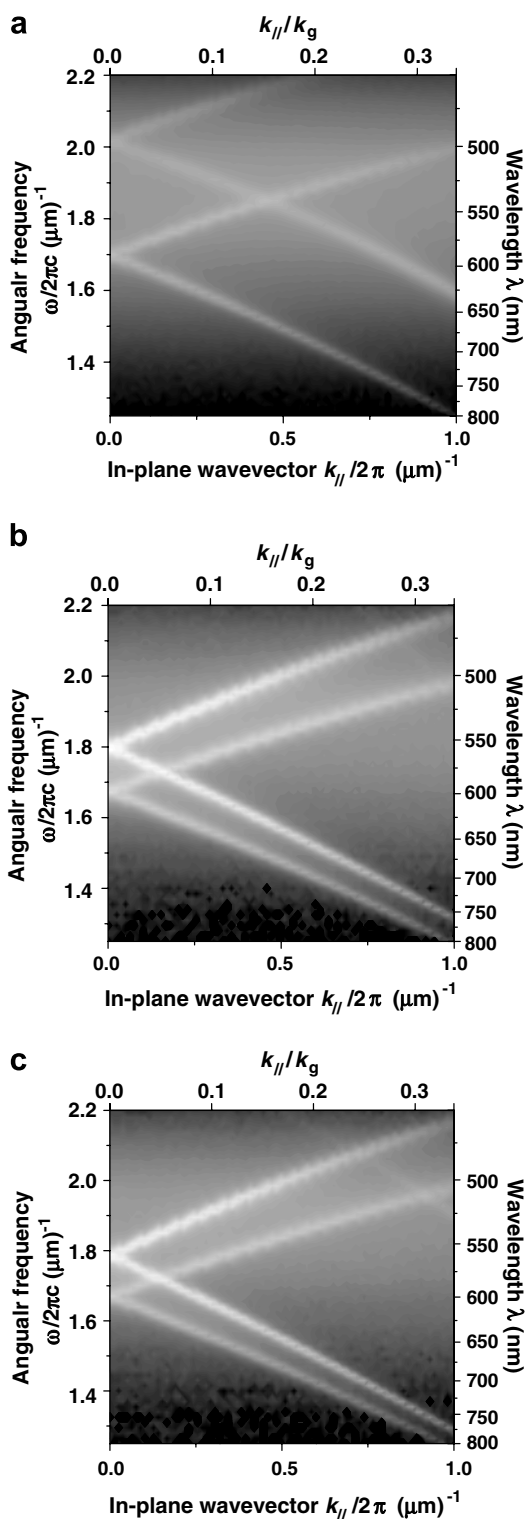 a
k///kg
0.0 0.1 0.2 0.3
2.2
2.0
1.8
1.6
1.4
Anguair frequency
ω/2πc (μm)-1
500
550
600
650
700
750
800
Wavelength λ (nm)
0.0 0.5 1.0
In-plane wavevector k///2π (μm)-1
b
k///kg
0.0 0.1 0.2 0.3
2.2
2.0
1.8
1.6
1.4
Anguair frequency
ω/2πc (μm)-1
500
550
600
650
700
750
800
Wavelength λ (nm)
0.0 0.5 1.0
In-plane wavevector k///2π (μm)-1
c
k///kg
0.0 0.1 0.2 0.3
2.2
2.0
1.8
1.6
1.4
Anguair frequency
ω/2πc (μm)-1
500
550
600
650
700
750
800
Wavelength λ (nm)
0.0 0.5 1.0
In-plane wavevector k///2π (μm)-1